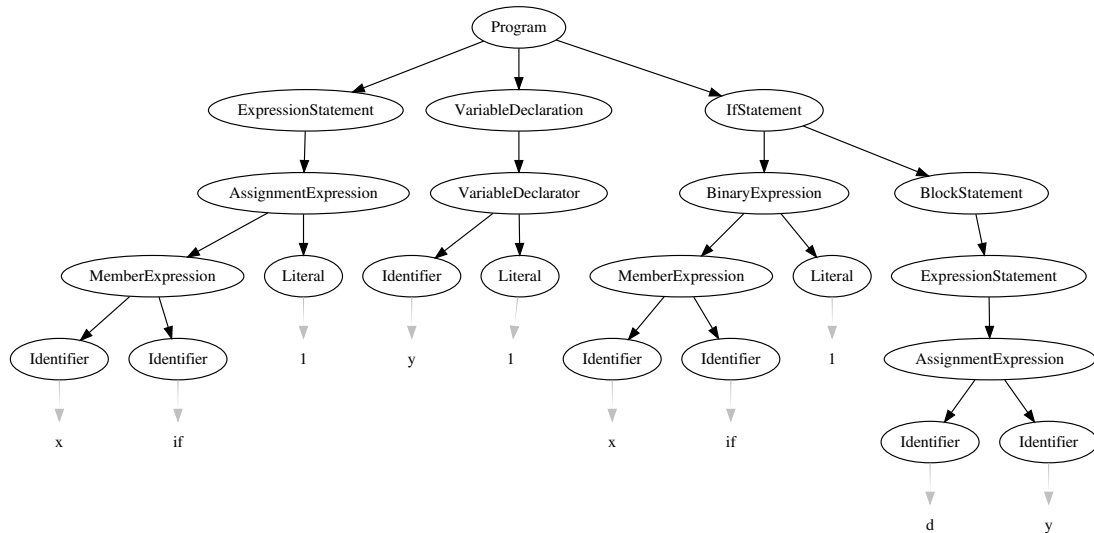 Program
ExpressionStatement VariableDeclaration IfStatement
AssignmentExpression VariableDeclarator BinaryExpression BlockStatement
MemberExpression Literal Identifier Literal MemberExpression Literal ExpressionStatement
Identifier Identifier 1 y 1 Identifier Identifier 1 AssignmentExpression
x if x if Identifier Identifier
d y